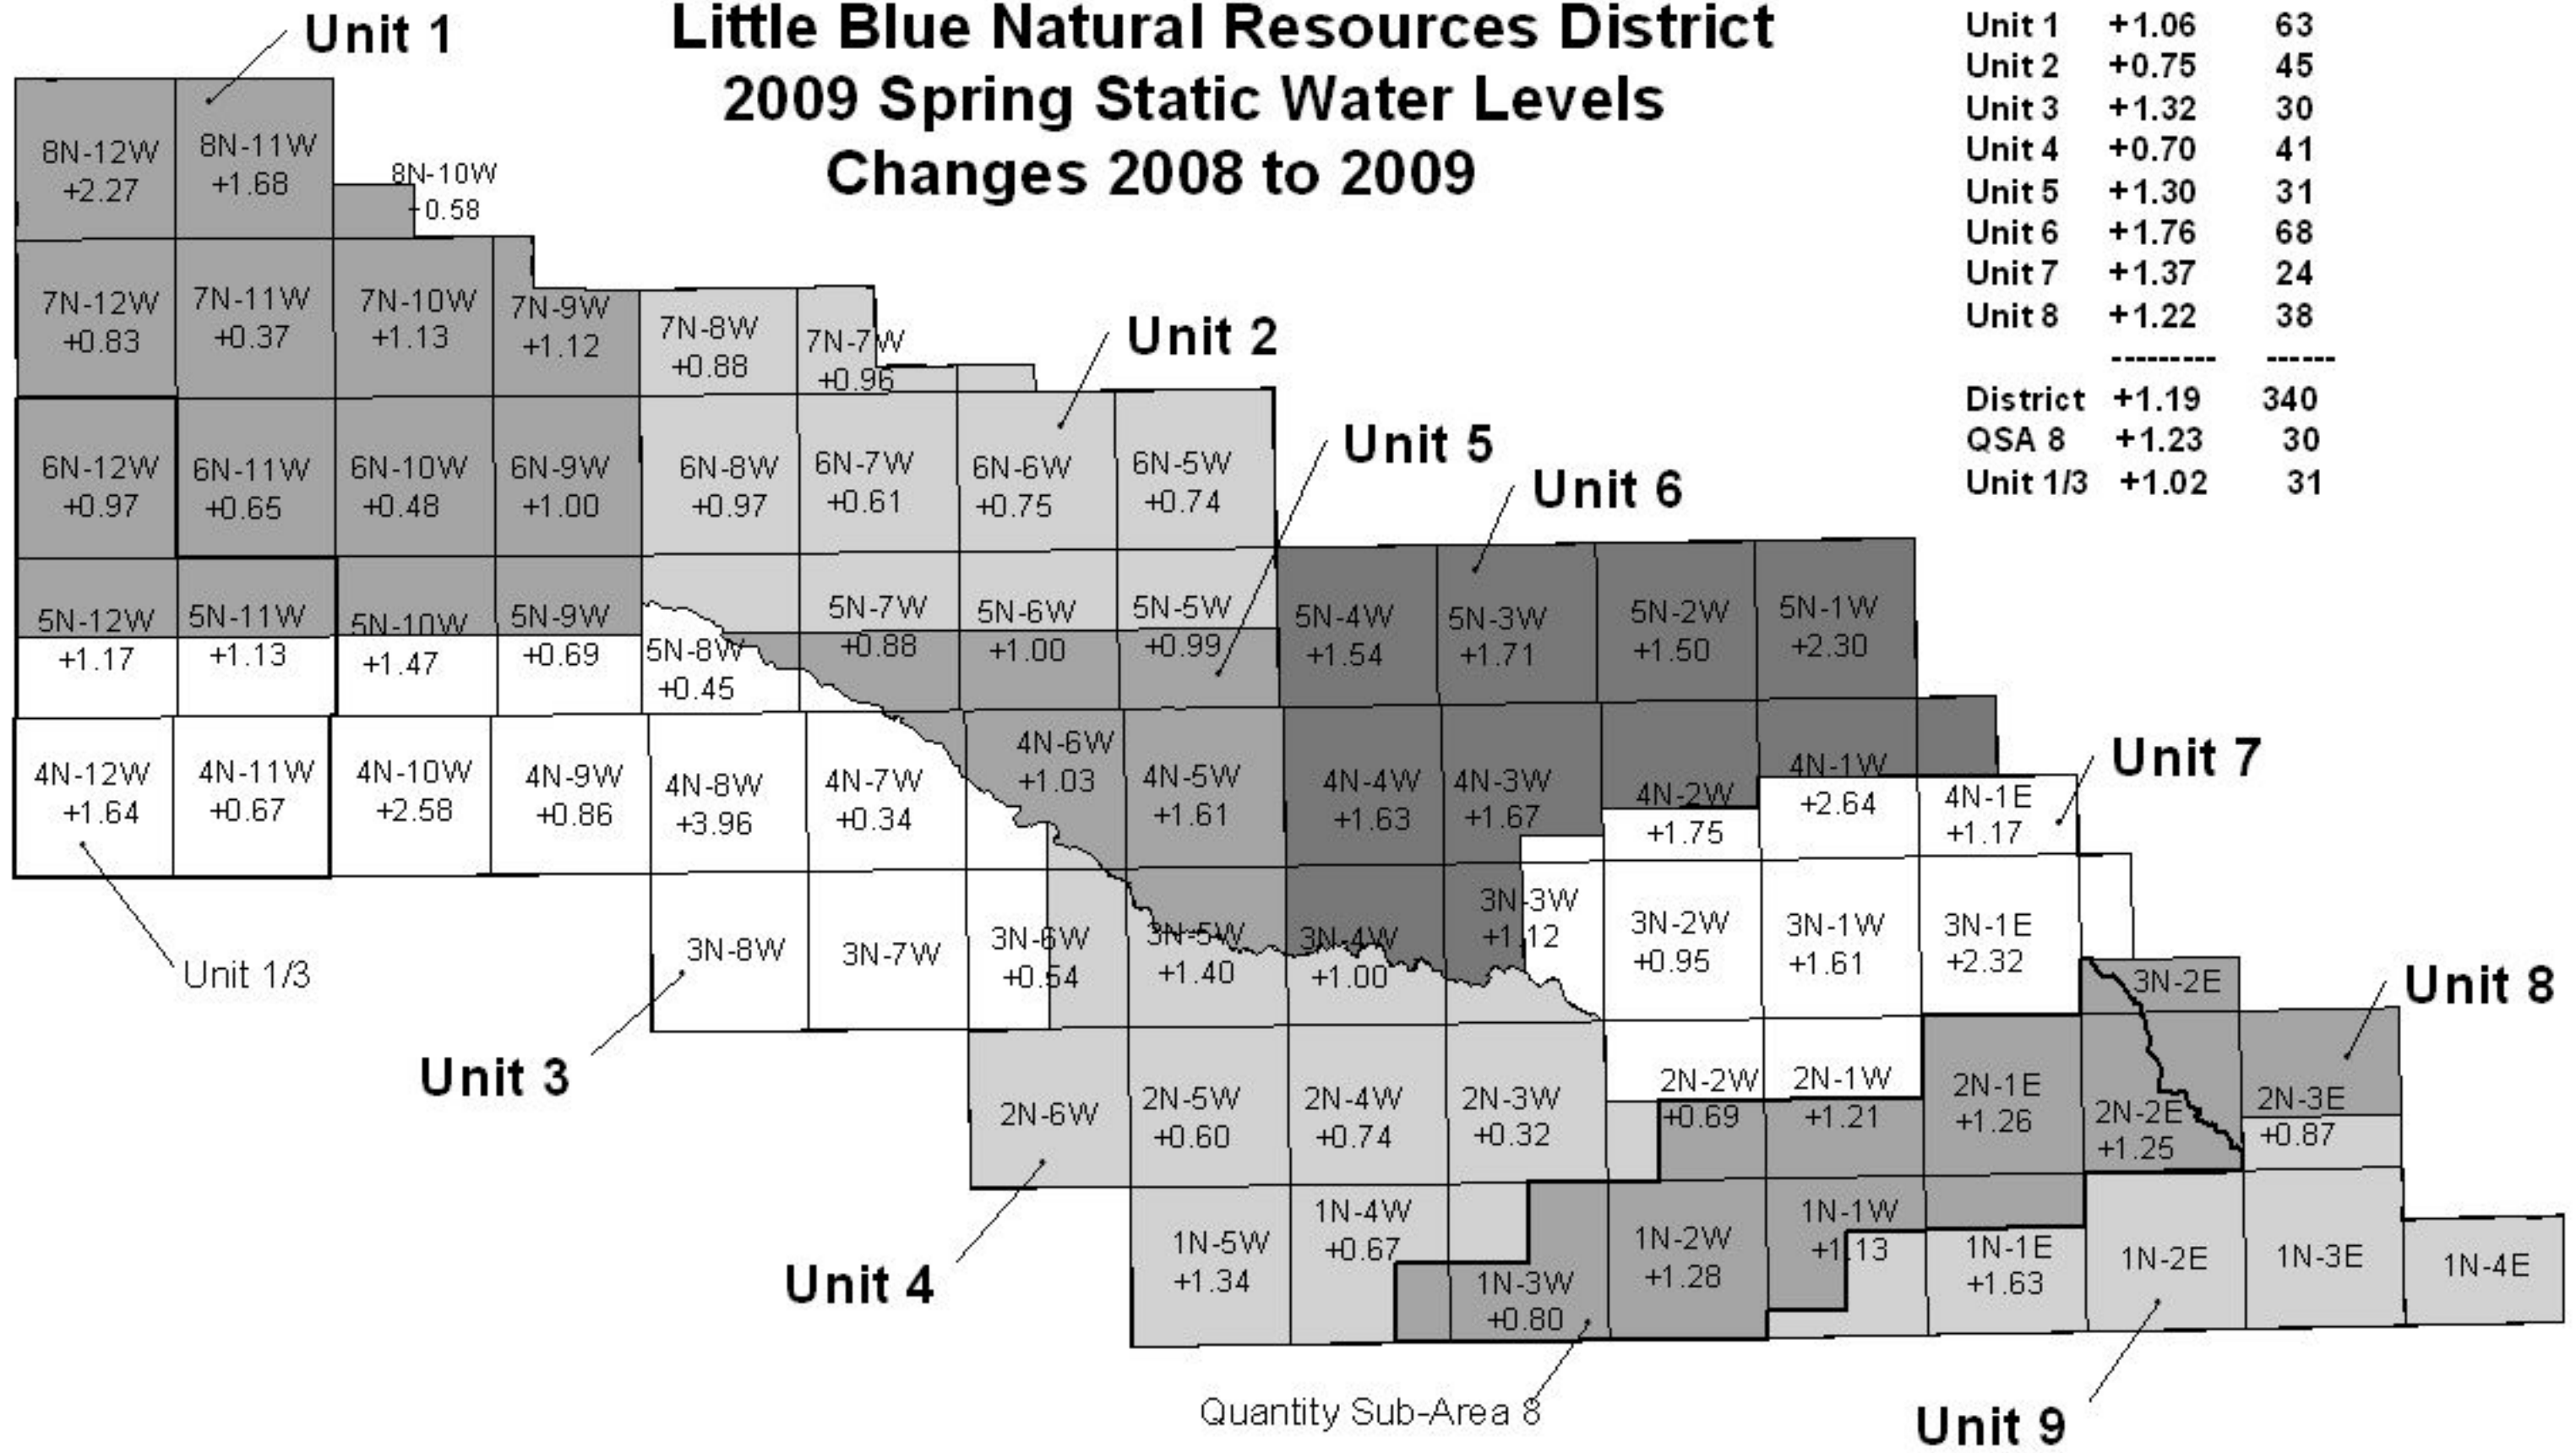 Little Blue Natural Resources District
2009 Spring Static Water Levels
Changes 2008 to 2009
Unit 1 +1.06 63
Unit 2 +0.75 45
Unit 3 +1.32 30
Unit 4 +0.70 41
Unit 5 +1.30 31
Unit 6 +1.76 68
Unit 7 +1.37 24
Unit 8 +1.22 38
--------- ------
District +1.19 340
QSA 8 +1.23 30
Unit 1/3 +1.02 31
Unit 1
8N-12W
+2.27
8N-11W
+1.68
8N-10W
+0.58
7N-12W
+0.83
7N-11W
+0.37
7N-10W
+1.13
7N-9W
+1.12
7N-8W
+0.88
7N-7W
+0.96
Unit 2
6N-12W
+0.97
6N-11W
+0.65
6N-10W
+0.48
6N-9W
+1.00
6N-8W
+0.97
6N-7W
+0.61
6N-6W
+0.75
6N-5W
+0.74
Unit 5
Unit 6
5N-12W
+1.17
5N-11W
+1.13
5N-10W
+1.47
5N-9W
+0.69
5N-8W
+0.45
5N-7W
+0.88
5N-6W
+1.00
5N-5W
+0.99
5N-4W
+1.54
5N-3W
+1.71
5N-2W
+1.50
5N-1W
+2.30
4N-12W
+1.64
4N-11W
+0.67
4N-10W
+2.58
4N-9W
+0.86
4N-8W
+3.96
4N-7W
+0.34
4N-6W
+1.03
4N-5W
+1.61
4N-4W
+1.63
4N-3W
+1.67
4N-2W
+1.75
4N-1W
+2.64
4N-1E
+1.17
Unit 7
Unit 1/3
3N-8W
3N-7W
3N-6W
+0.54
3N-5W
+1.40
3N-4W
+1.00
3N-3W
+1.12
3N-2W
+0.95
3N-1W
+1.61
3N-1E
+2.32
3N-2E
Unit 8
Unit 3
2N-6W
2N-5W
+0.60
2N-4W
+0.74
2N-3W
+0.32
2N-2W
+0.69
2N-1W
+1.21
2N-1E
+1.26
2N-2E
+1.25
2N-3E
+0.87
Unit 4
1N-5W
+1.34
1N-4W
+0.67
1N-3W
+0.80
1N-2W
+1.28
1N-1W
+1.13
1N-1E
+1.63
1N-2E
1N-3E
1N-4E
Quantity Sub-Area 8
Unit 9